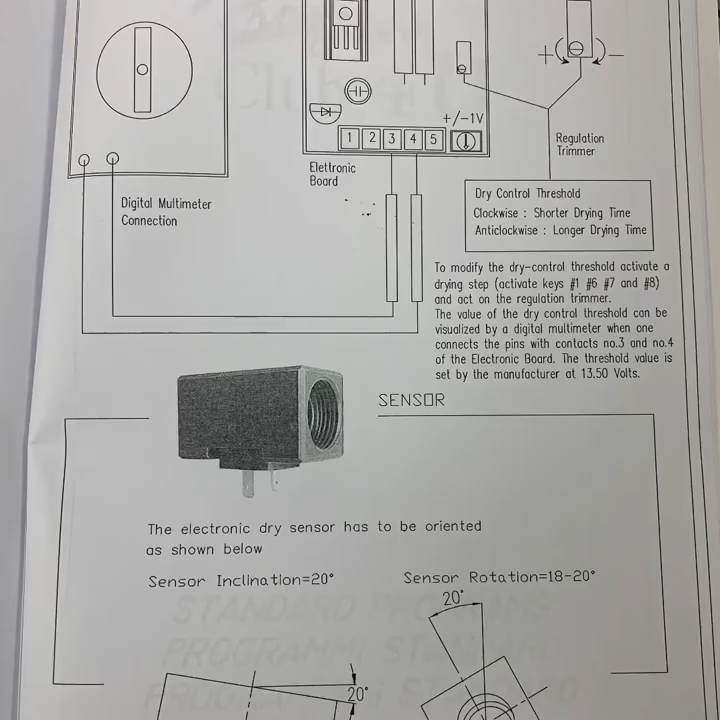 + -
+/-1V
1 2 3 4 5
Regulation
Trimmer
Elettronic
Board
Dry Control Threshold
Clockwise : Shorter Drying Time
Anticlockwise : Longer Drying Time
Digital Multimeter
Connection
To modify the dry-control threshold activate a
drying step (activate keys #1 #6 #7 and #8)
and act on the regulation trimmer.
The value of the dry control threshold can be
visualized by a digital multimeter when one
connects the pins with contacts no.3 and no.4
of the Electronic Board. The threshold value is
set by the manufacturer at 13.50 Volts.
SENSOR
The electronic dry sensor has to be oriented
as shown below
Sensor Inclination=20°
Sensor Rotation=18-20°
20°
20°
STANDARD PROGRAMS
PROGRAMMI STANDARD